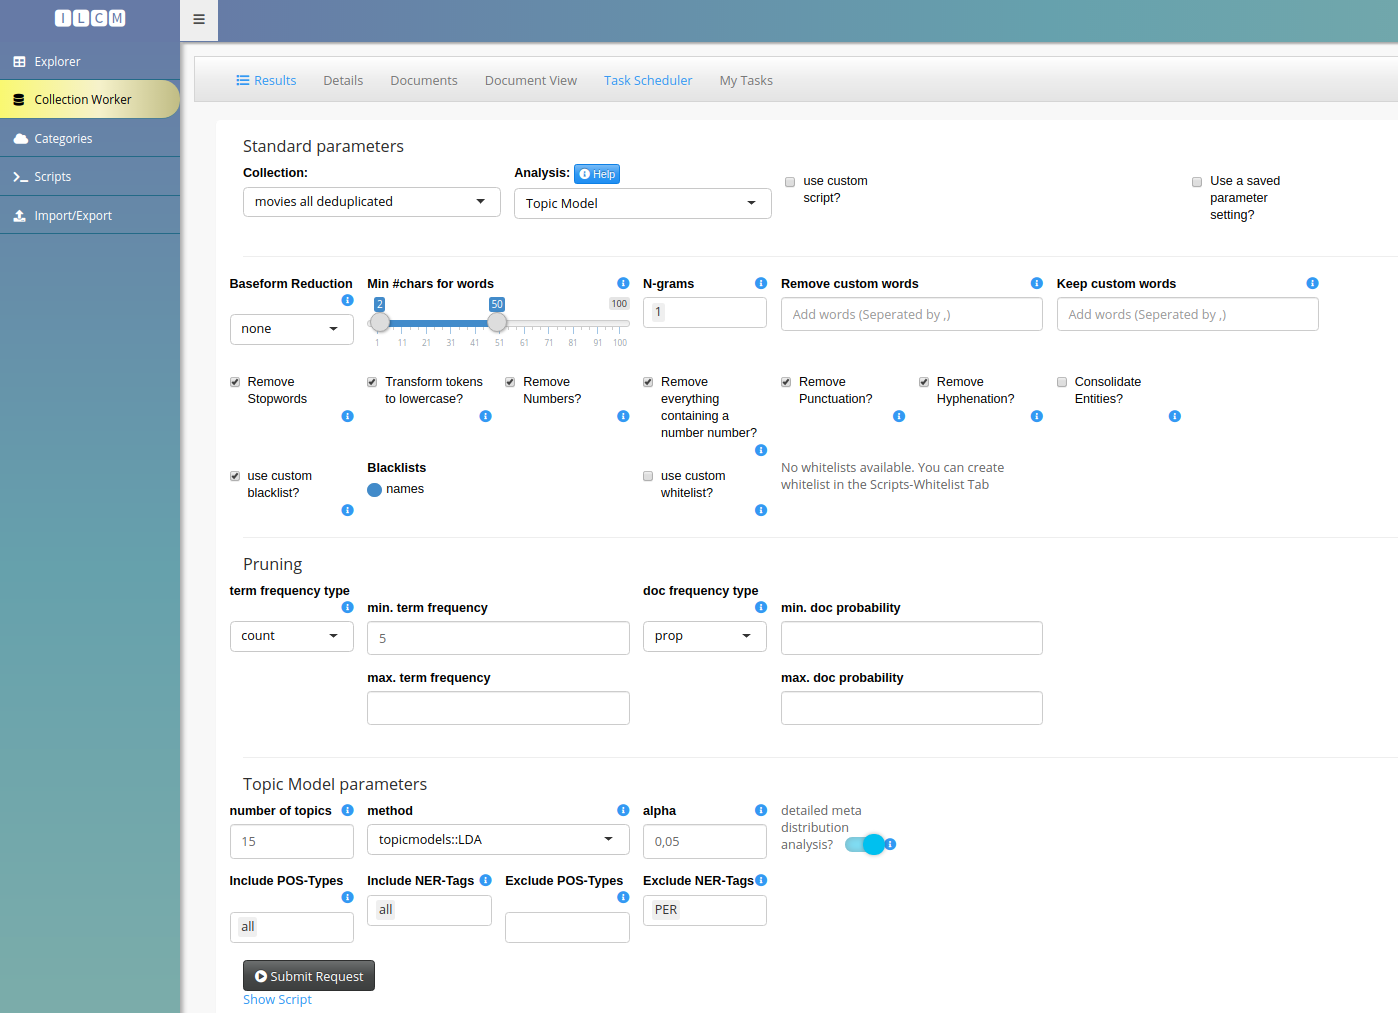 I L C M
Explorer
Collection Worker
Categories
Scripts
Import/Export
Results Details Documents Document View Task Scheduler My Tasks
Standard parameters
Collection:
movies all deduplicated
Analysis: Help
Topic Model
use custom
script?
Use a saved
parameter
setting?
Baseform Reduction
none
Min #chars for words
2 50 100
1 11 21 31 41 51 61 71 81 91 100
N-grams
1
Remove custom words
Add words (Seperated by ,)
Keep custom words
Add words (Seperated by ,)
Remove
Stopwords
Transform tokens
to lowercase?
Remove
Numbers?
Remove
everything
containing a
number number?
Remove
Punctuation?
Remove
Hyphenation?
Consolidate
Entities?
use custom
blacklist?
Blacklists
names
use custom
whitelist?
No whitelists available. You can create
whitelist in the Scripts-Whitelist Tab
Pruning
term frequency type
count
min. term frequency
5
max. term frequency
doc frequency type
prop
min. doc probability
max. doc probability
Topic Model parameters
number of topics
15
method
topicmodels::LDA
alpha
0,05
detailed meta
distribution
analysis?
Include POS-Types
all
Include NER-Tags
all
Exclude POS-Types
Exclude NER-Tags
PER
Submit Request
Show Script